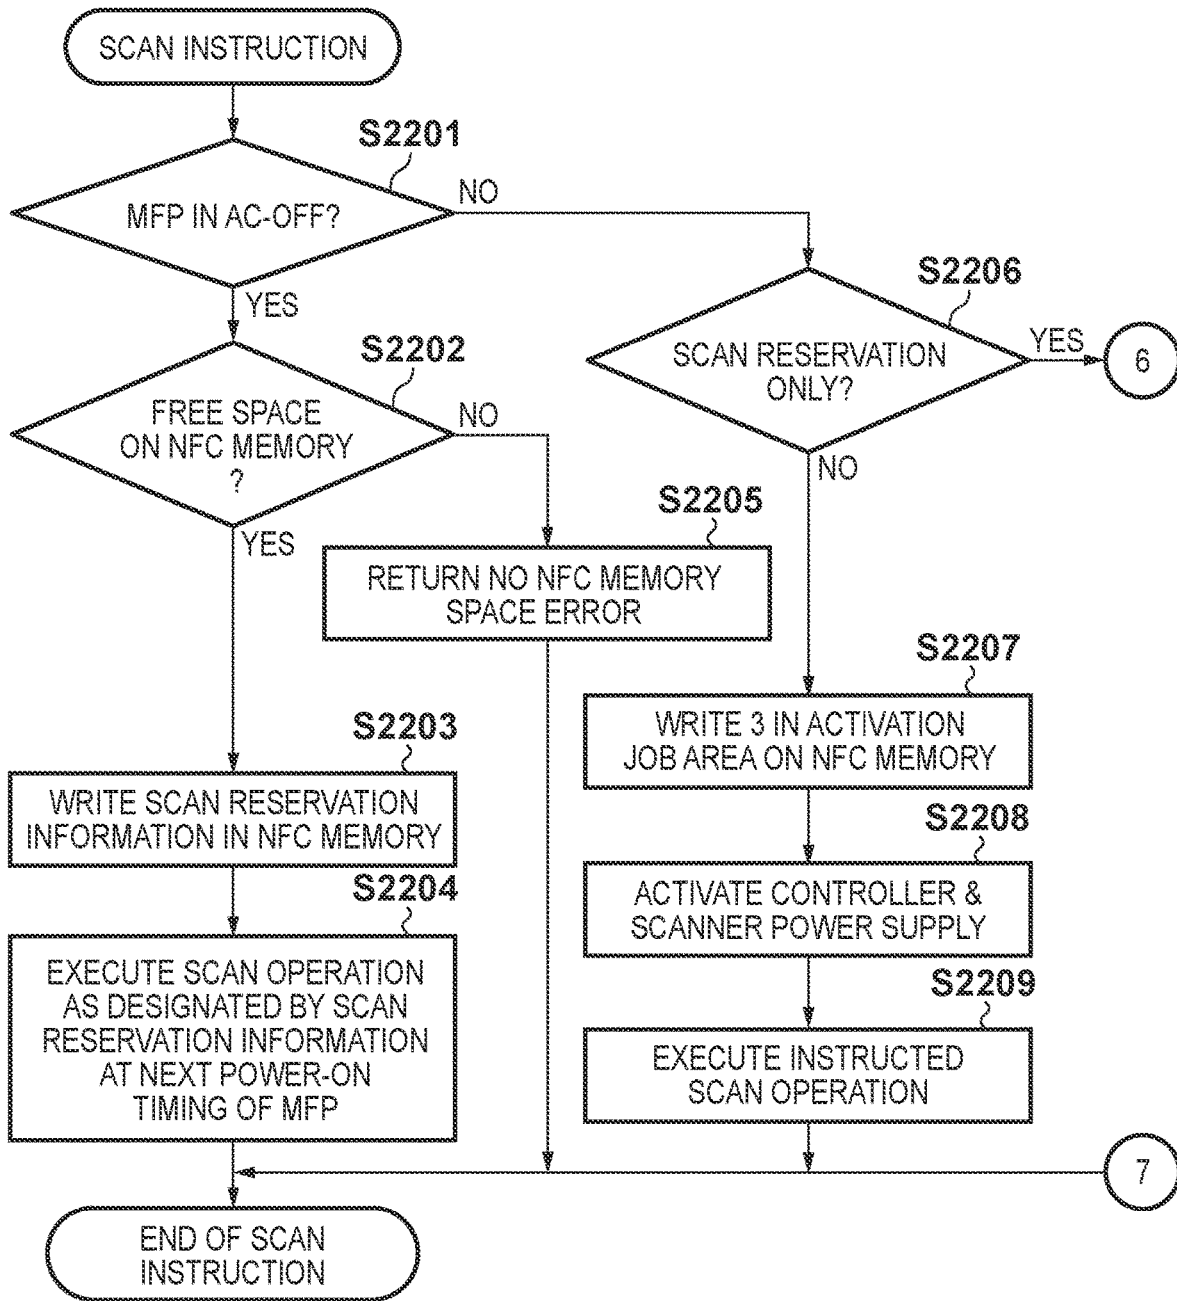 SCAN INSTRUCTION
S2201
MFP IN AC-OFF?
NO
YES
S2206
SCAN RESERVATION
ONLY?
YES
6
NO
S2202
FREE SPACE
ON NFC MEMORY
?
NO
YES
S2205
RETURN NO NFC MEMORY
SPACE ERROR
S2207
WRITE 3 IN ACTIVATION
JOB AREA ON NFC MEMORY
S2203
WRITE SCAN RESERVATION
INFORMATION IN NFC MEMORY
S2208
ACTIVATE CONTROLLER &
SCANNER POWER SUPPLY
S2204
EXECUTE SCAN OPERATION
AS DESIGNATED BY SCAN
RESERVATION INFORMATION
AT NEXT POWER-ON
TIMING OF MFP
S2209
EXECUTE INSTRUCTED
SCAN OPERATION
7
END OF SCAN
INSTRUCTION